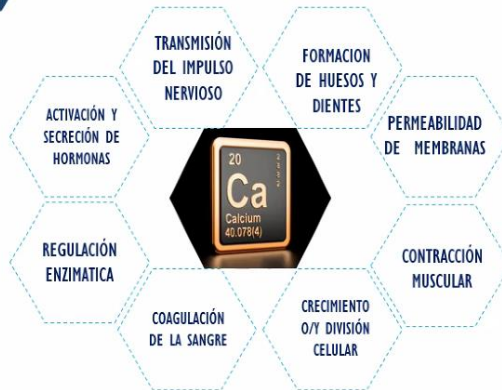 TRANSMISIÓN
DEL IMPULSO
NERVIOSO
FORMACION
DE HUESOS Y
DIENTES
ACTIVACIÓN Y
SECRECIÓN DE
HORMONAS
PERMEABILIDAD
DE MEMBRANAS
20
Ca
Calcium
40.078(4)
REGULACIÓN
ENZIMATICA
CONTRACCIÓN
MUSCULAR
COAGULACIÓN
DE LA SANGRE
CRECIMIENTO
O/Y DIVISIÓN
CELULAR